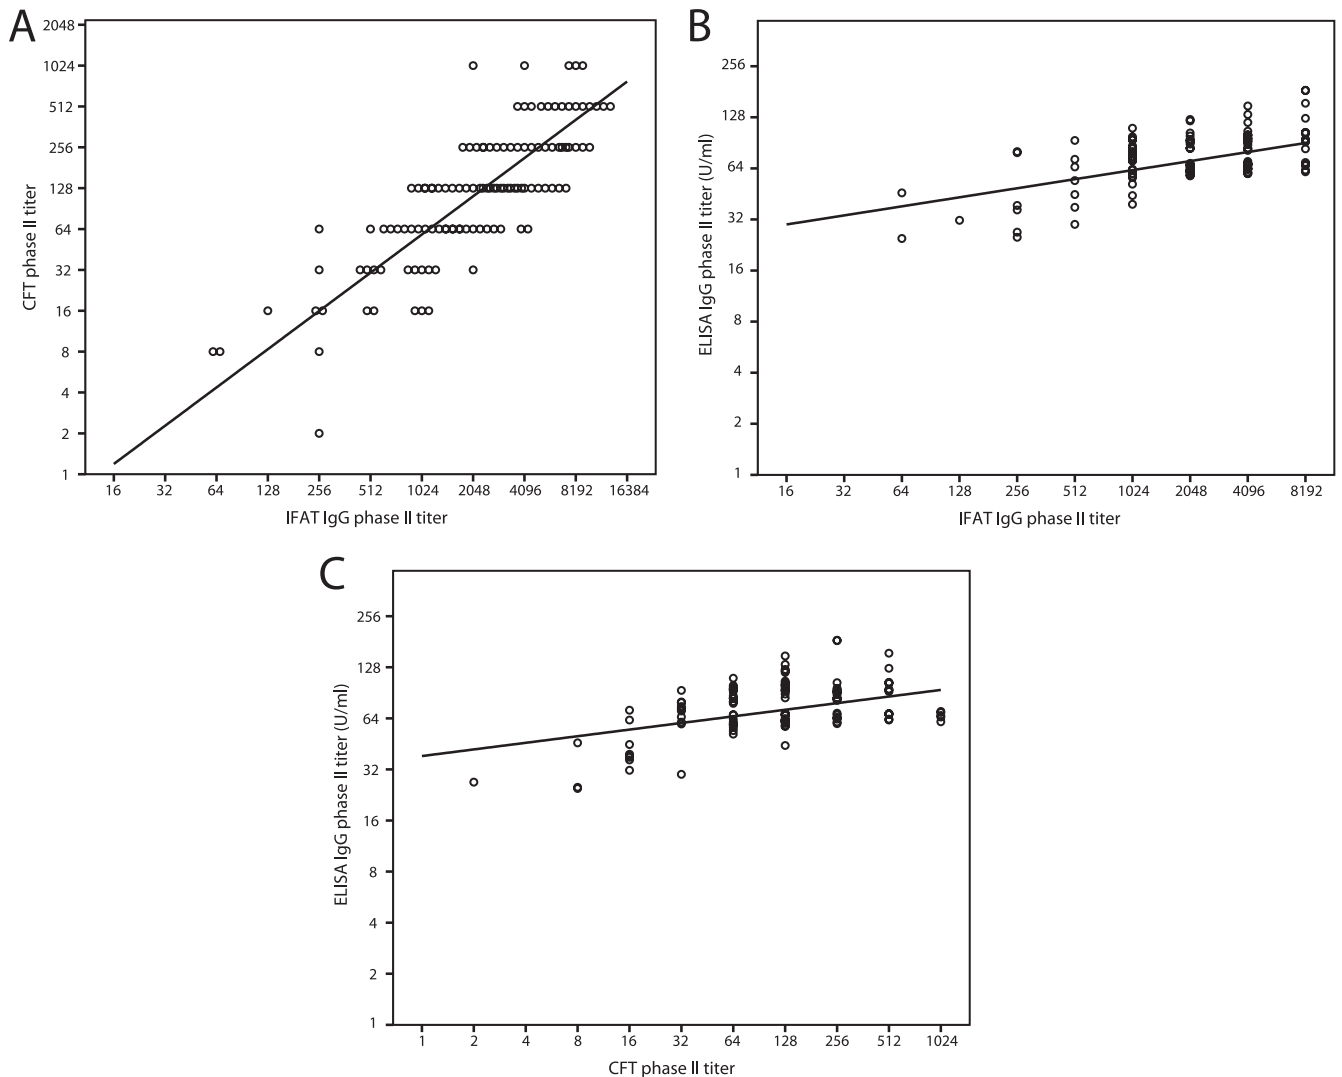 A
2048
1024
512
256
128
64
32
16
8
4
2
1
CFT phase II titer
16 32 64 128 256 512 1024 2048 4096 8192 16384
IFAT IgG phase II titer
B
256
128
64
32
16
8
4
2
1
ELISA IgG phase II titer (U/ml)
16 32 64 128 256 512 1024 2048 4096 8192
IFAT IgG phase II titer
C
256
128
64
32
16
8
4
2
1
ELISA IgG phase II titer (U/ml)
1 2 4 8 16 32 64 128 256 512 1024
CFT phase II titer